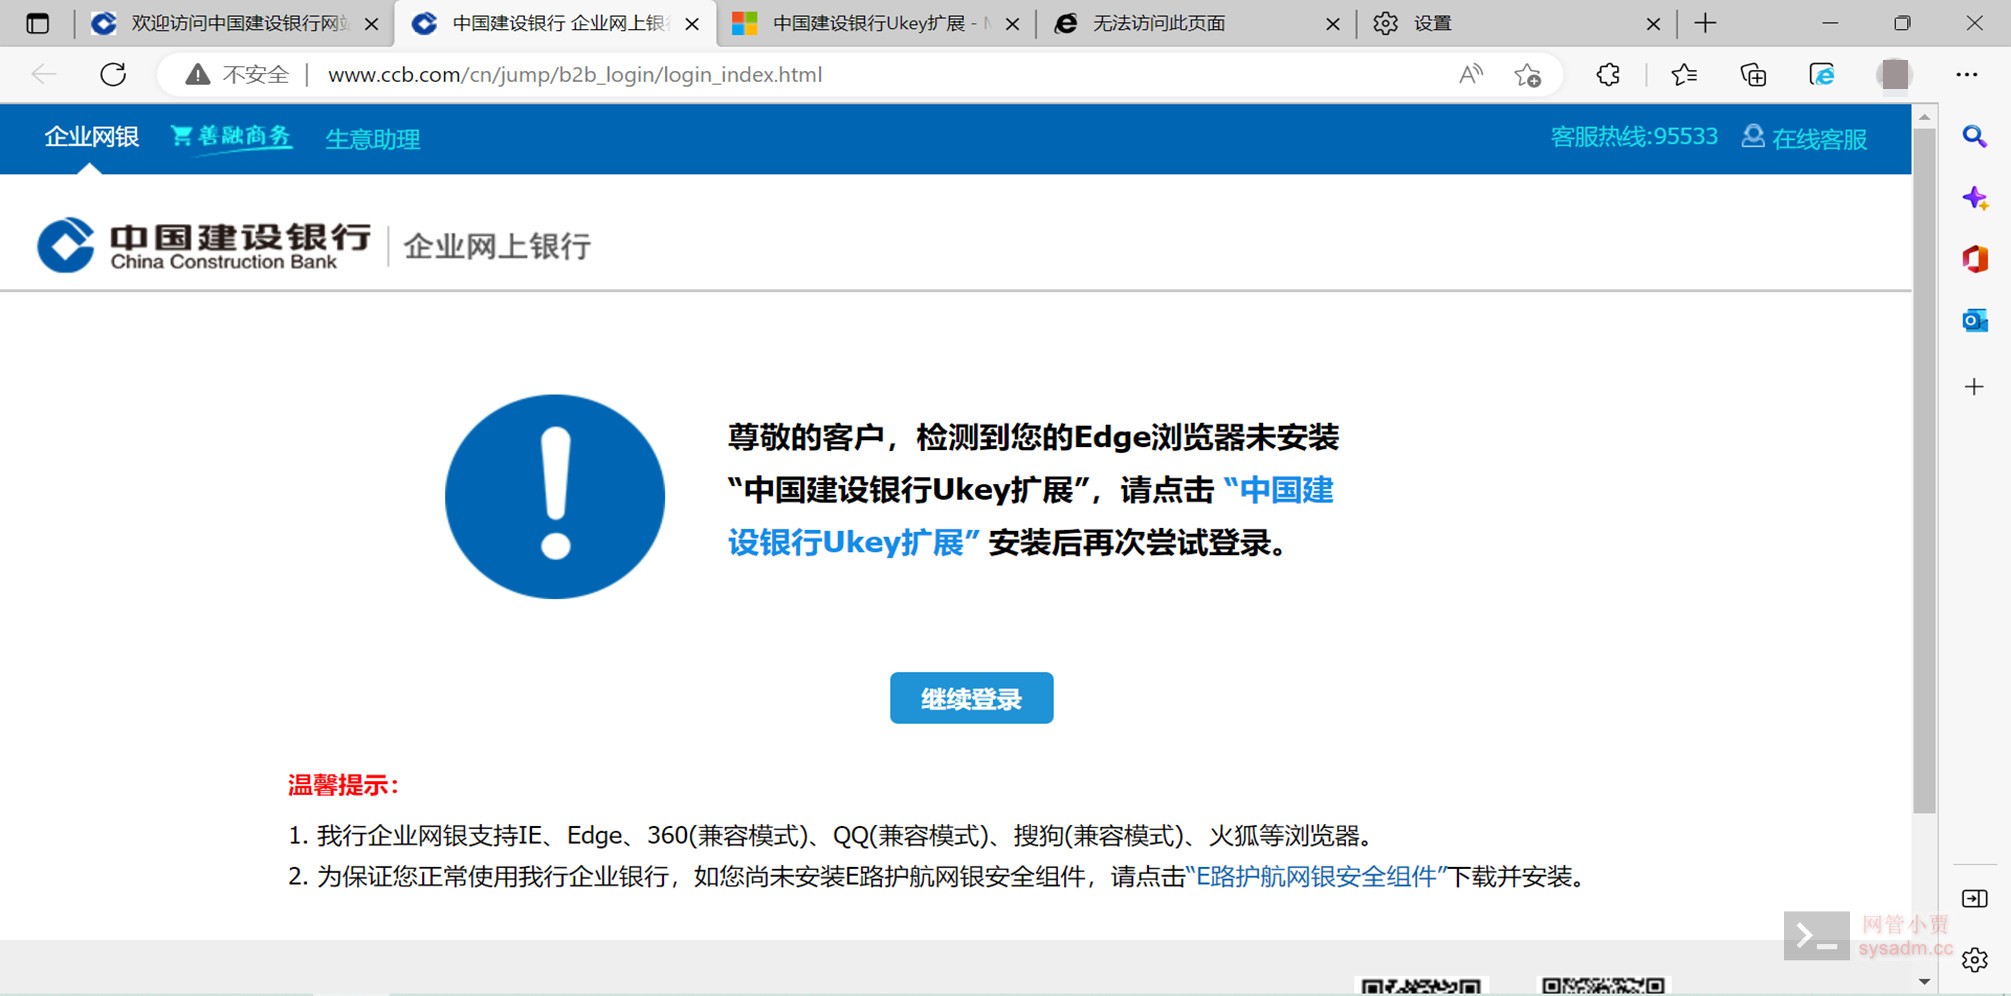 欢迎访问中国建设银行网站
中国建设银行 企业网上银行
中国建设银行Ukey扩展 -
无法访问此页面
设置
不安全
www.ccb.com/cn/jump/b2b_login/login_index.html
企业网银
善融商务
生意助理
客服热线:95533
在线客服
中国建设银行
China Construction Bank
企业网上银行
尊敬的客户，检测到您的Edge浏览器未安装
“中国建设银行Ukey扩展”，请点击 “中国建
设银行Ukey扩展” 安装后再次尝试登录。
继续登录
温馨提示：
1. 我行企业网银支持IE、Edge、360(兼容模式)、QQ(兼容模式)、搜狗(兼容模式)、火狐等浏览器。
2. 为保证您正常使用我行企业银行，如您尚未安装E路护航网银安全组件，请点击“E路护航网银安全组件”下载并安装。
网管小贾
sysadm.cc